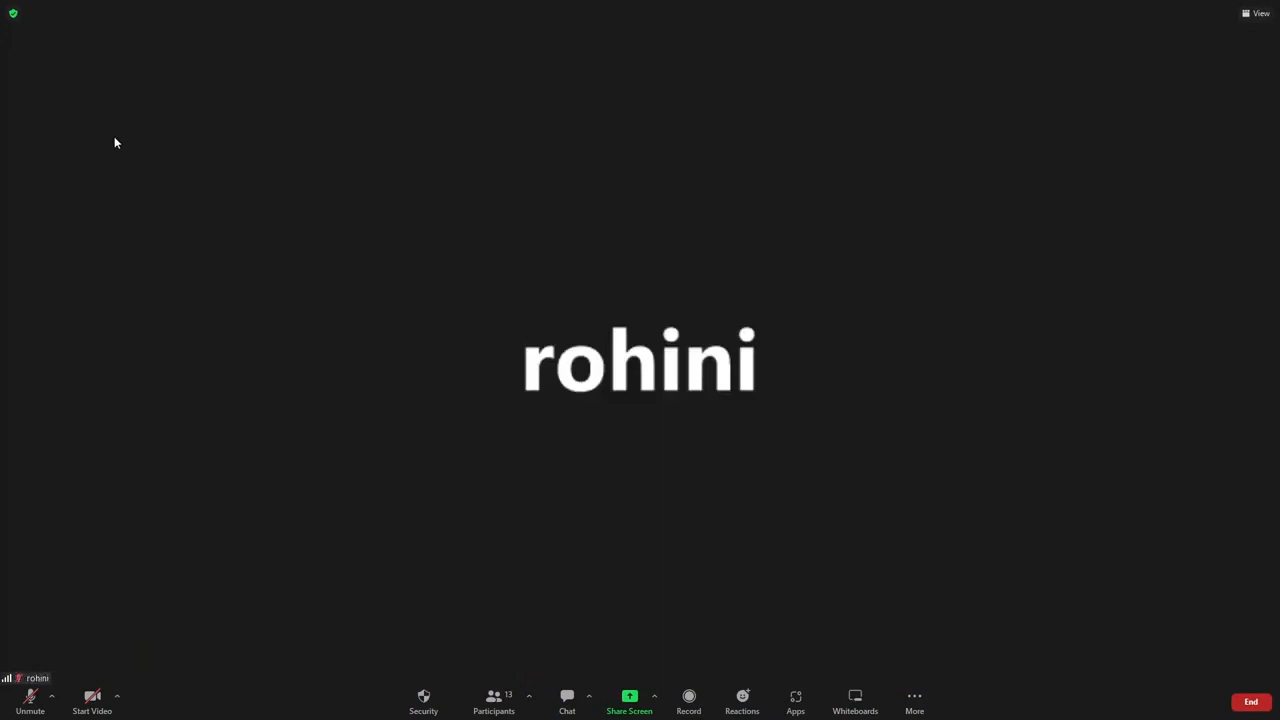 View
rohini
rohini
Unmute
Start Video
Security
13
Participants
Chat
Share Screen
Record
Reactions
Apps
Whiteboards
More
End